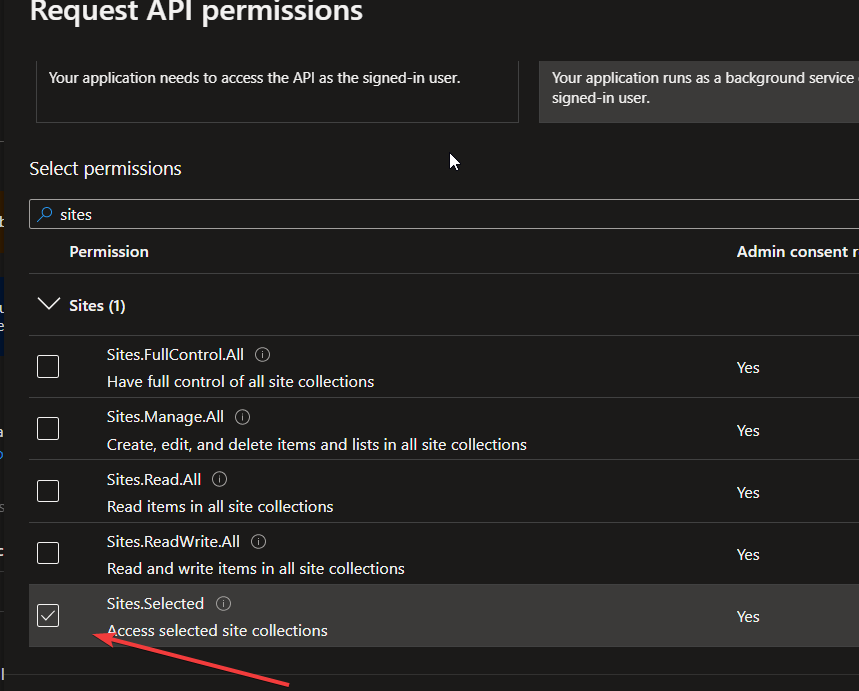 Request API permissions
Your application needs to access the API as the signed-in user.
Your application runs as a background service
signed-in user.
Select permissions
sites
Permission
Admin consent
Sites (1)
Sites.FullControl.All
Have full control of all site collections
Yes
Sites.Manage.All
Create, edit, and delete items and lists in all site collections
Yes
Sites.Read.All
Read items in all site collections
Yes
Sites.ReadWrite.All
Read and write items in all site collections
Yes
Sites.Selected
Access selected site collections
Yes